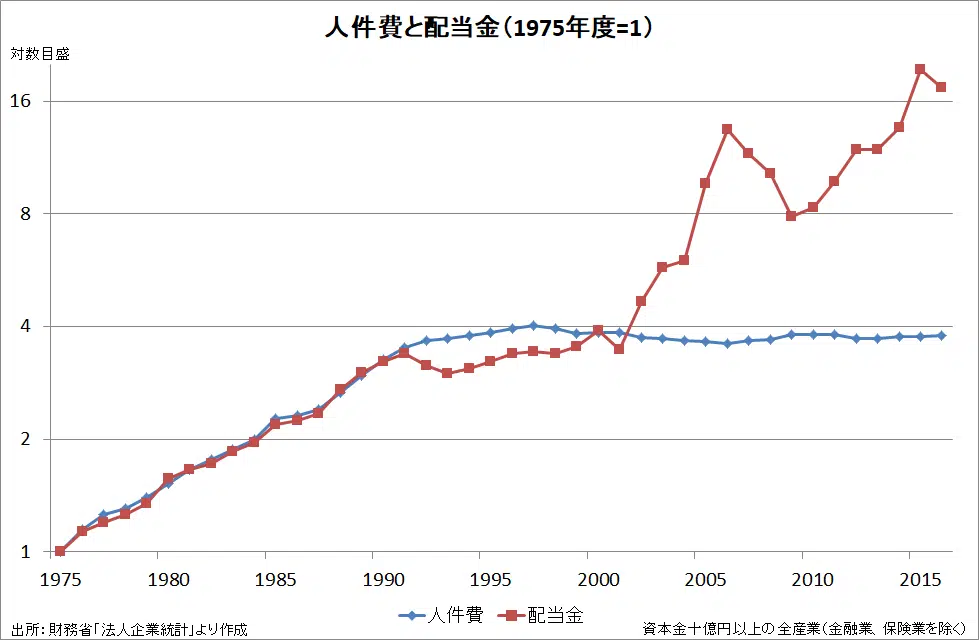 人件費と配当金(1975年度=1)
対数目盛
16
8
4
2
1
1975 1980 1985 1990 1995 2000 2005 2010 2015
人件費 配当金
出所:財務省「法人企業統計」より作成
資本金十億円以上の全産業(金融業、保険業を除く)